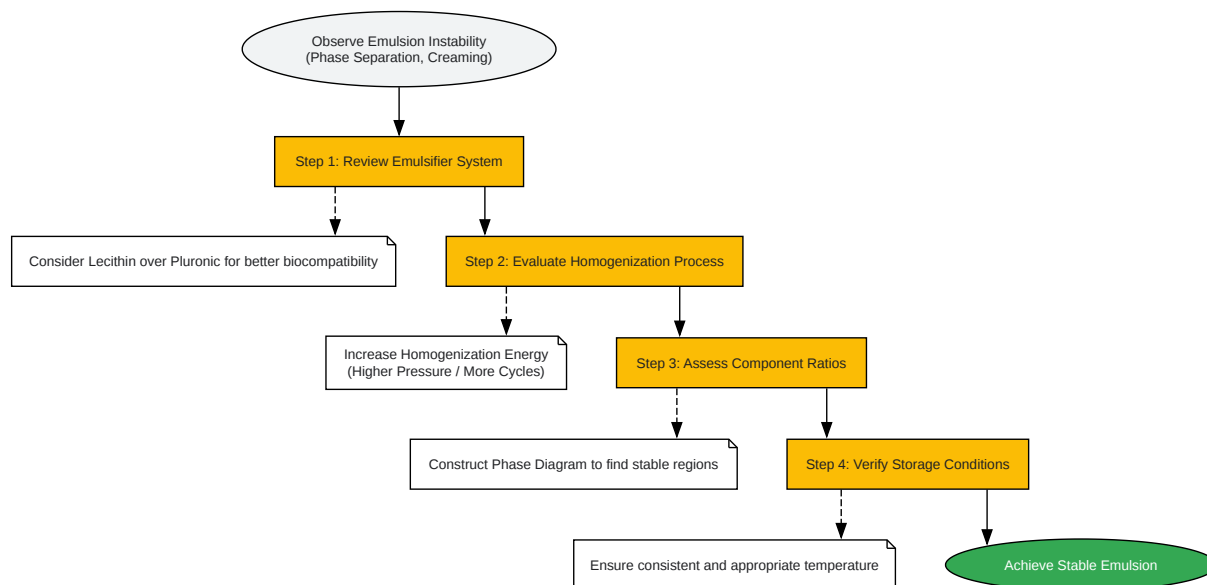 Observe Emulsion Instability
(Phase Separation, Creaming)
Step 1: Review Emulsifier System
Consider Lecithin over Pluronic for better biocompatibility
Step 2: Evaluate Homogenization Process
Increase Homogenization Energy
(Higher Pressure / More Cycles)
Step 3: Assess Component Ratios
Construct Phase Diagram to find stable regions
Step 4: Verify Storage Conditions
Ensure consistent and appropriate temperature
Achieve Stable Emulsion